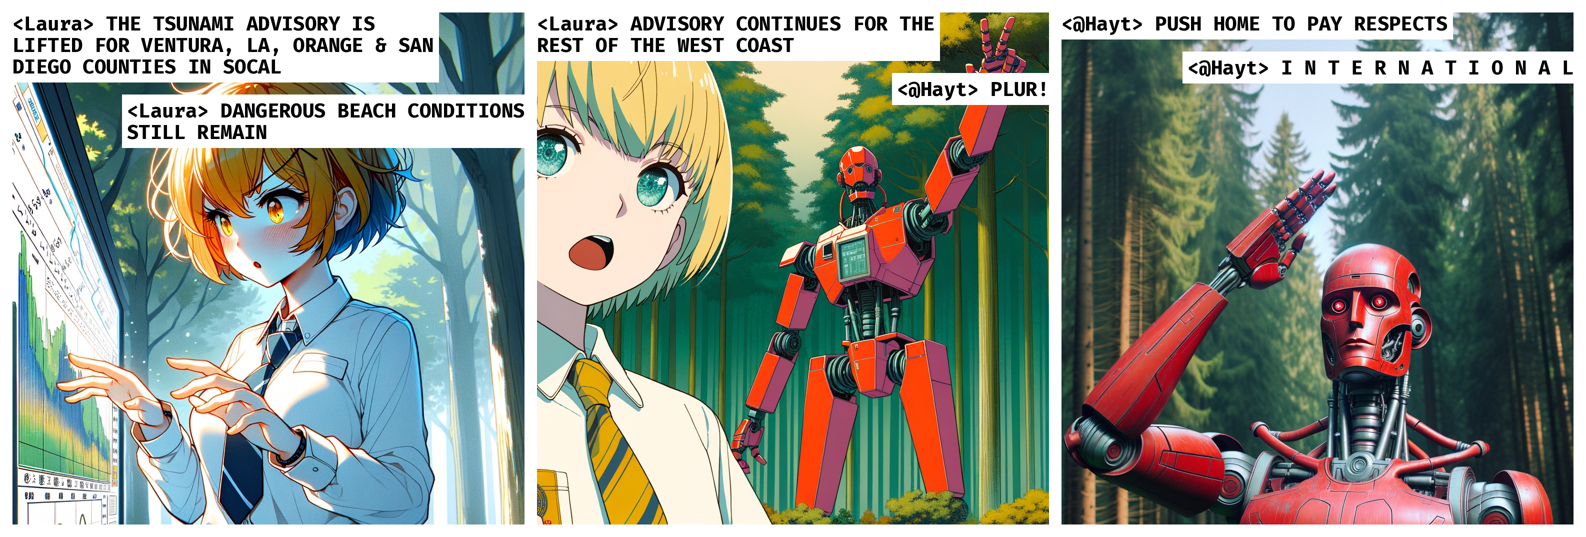 <Laura> THE TSUNAMI ADVISORY IS
LIFTED FOR VENTURA, LA, ORANGE & SAN
DIEGO COUNTIES IN SOCAL
<Laura> DANGEROUS BEACH CONDITIONS
STILL REMAIN
<Laura> ADVISORY CONTINUES FOR THE
REST OF THE WEST COAST
<@Hayt> PLUR!
<@Hayt> PUSH HOME TO PAY RESPECTS
<@Hayt> I N T E R N A T I O N A L